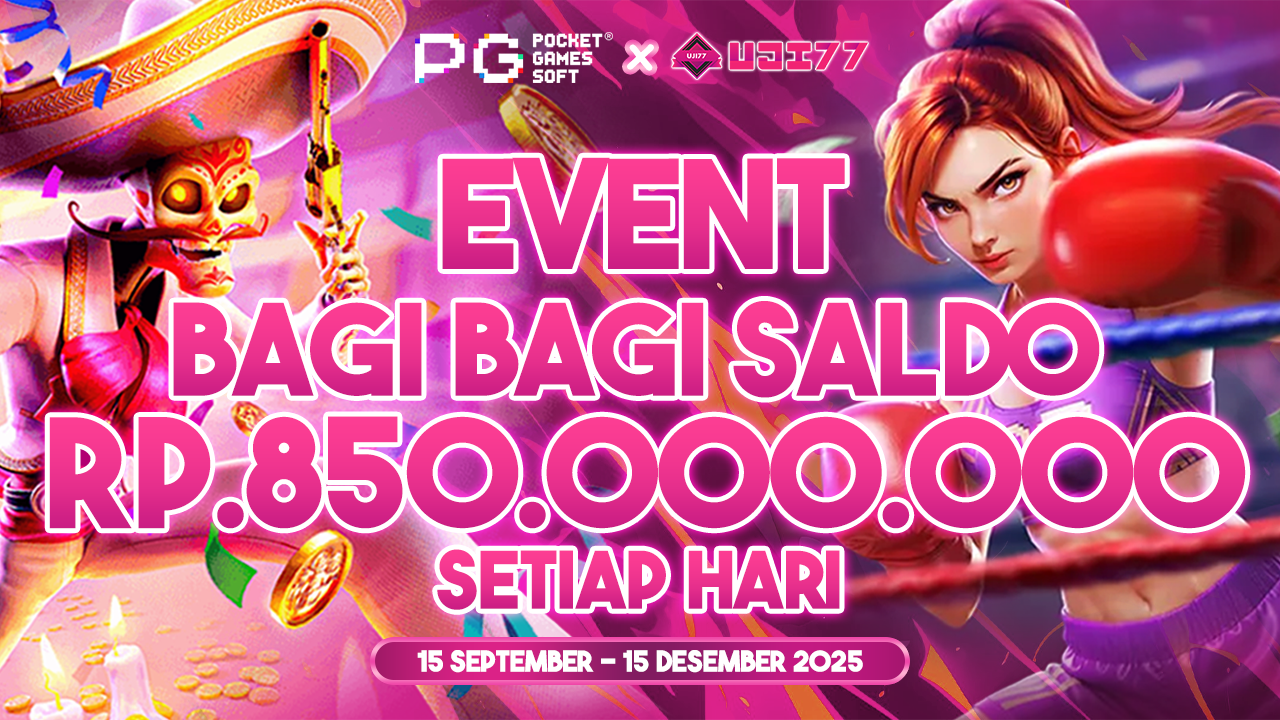 PG POCKET GAMES SOFT® X UJI77 UJI77
EVENT
BAGI BAGI SALDO
RP.850.000.000
SETIAP HARI
15 SEPTEMBER - 15 DESEMBER 2025